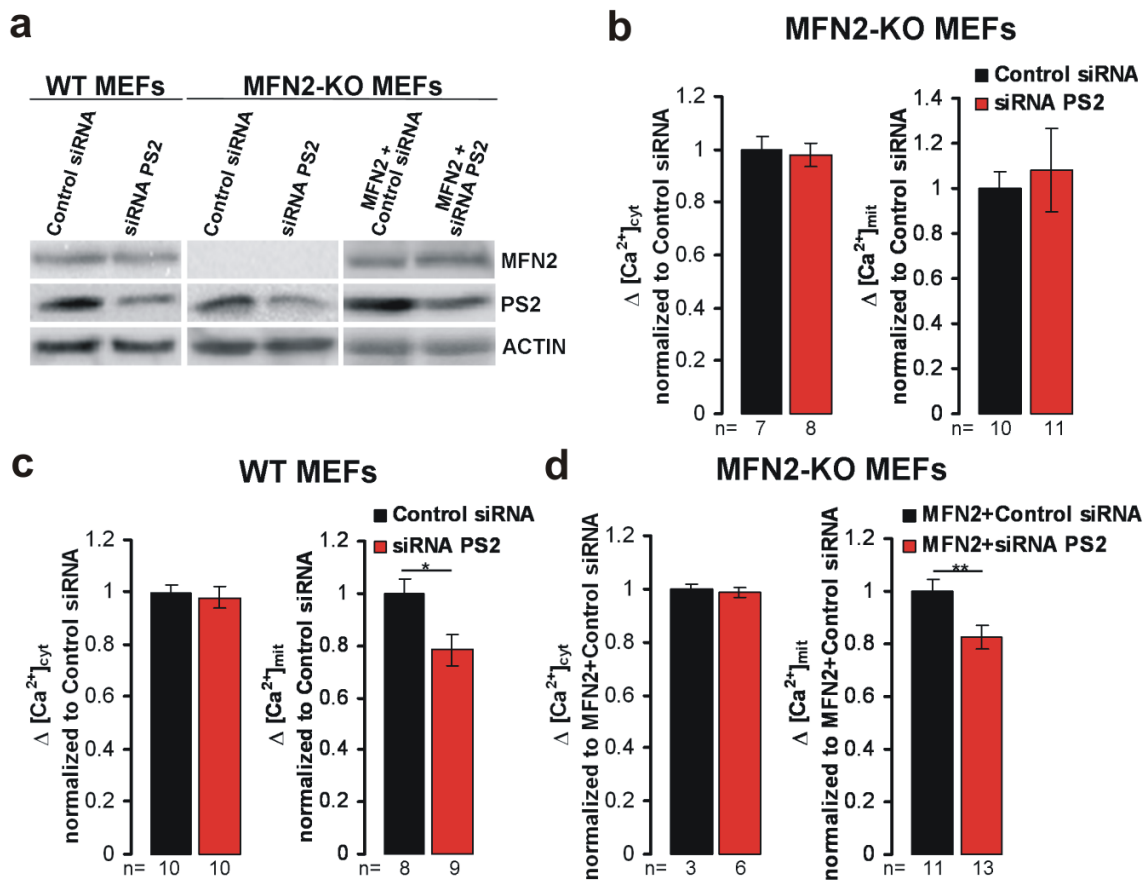 a
WT MEFs
MFN2-KO MEFs
Control siRNA
siRNA PS2
Control siRNA
siRNA PS2
MFN2 +
Control siRNA
MFN2 +
siRNA PS2
MFN2
PS2
ACTIN
b
MFN2-KO MEFs
Control siRNA
siRNA PS2
Δ [Ca²⁺]cyt
normalized to Control siRNA
1.2
1
0.8
0.6
0.4
0.2
0
n= 7 8
Δ [Ca²⁺]mit
normalized to Control siRNA
1.4
1.2
1
0.8
0.6
0.4
0.2
0
10 11
c
WT MEFs
Control siRNA
siRNA PS2
Δ [Ca²⁺]cyt
normalized to Control siRNA
1.2
1
0.8
0.6
0.4
0.2
0
n= 10 10
Δ [Ca²⁺]mit
normalized to Control siRNA
1.2
1
0.8
0.6
0.4
0.2
0
*
n= 8 9
d
MFN2-KO MEFs
MFN2+Control siRNA
MFN2+siRNA PS2
Δ [Ca²⁺]cyt
normalized to MFN2+Control siRNA
1.2
1
0.8
0.6
0.4
0.2
0
n= 3 6
Δ [Ca²⁺]mit
normalized to MFN2+Control siRNA
1.2
1
0.8
0.6
0.4
0.2
0
**
n= 11 13